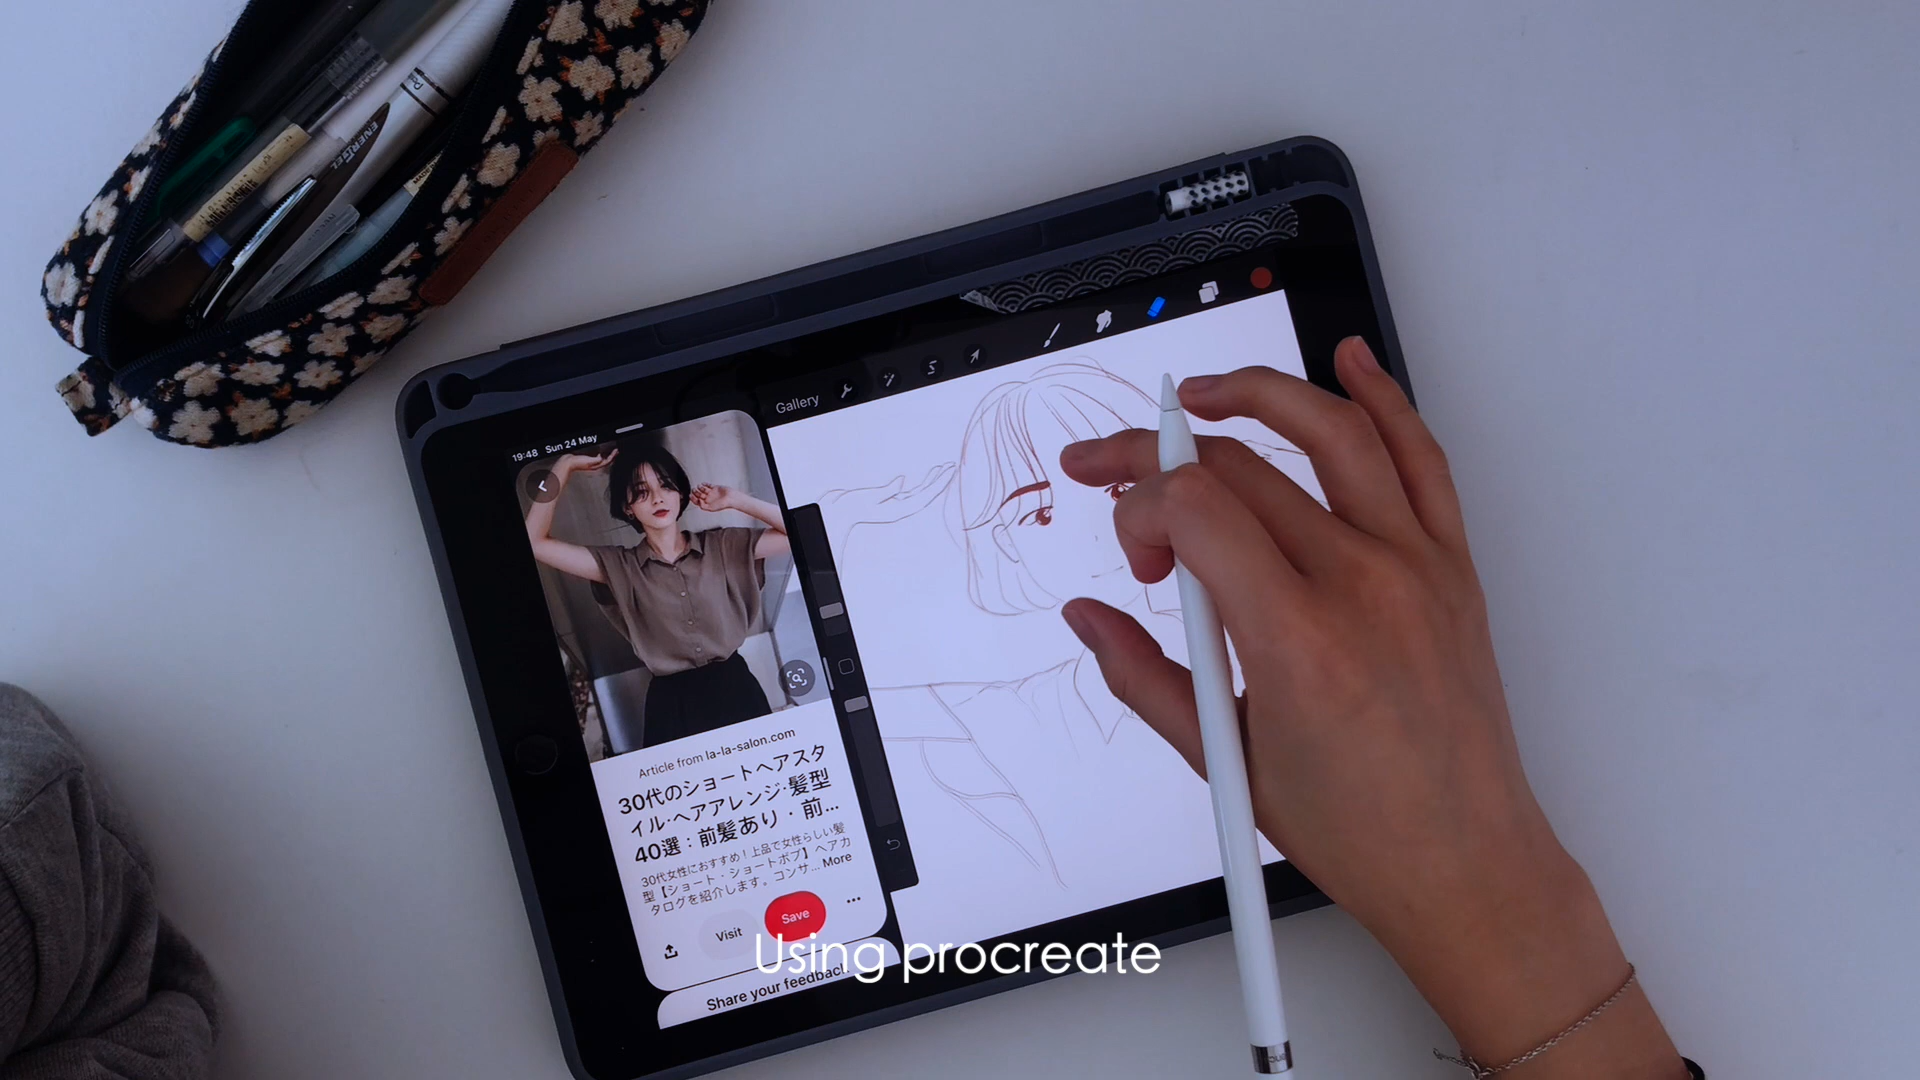 Pentel
ENERGEL
Gallery
19:48 Sun 24 May
Article from la-la-salon.com
30代のショートヘアスタ
イル·ヘアアレンジ·髪型
40選：前髪あり・前...
30代女性におすすめ！上品で女性らしい髪
型【ショート・ショートボブ】ヘアカ
タログを紹介します。コンサ... More
Visit
Save
Share your feedback
Using procreate